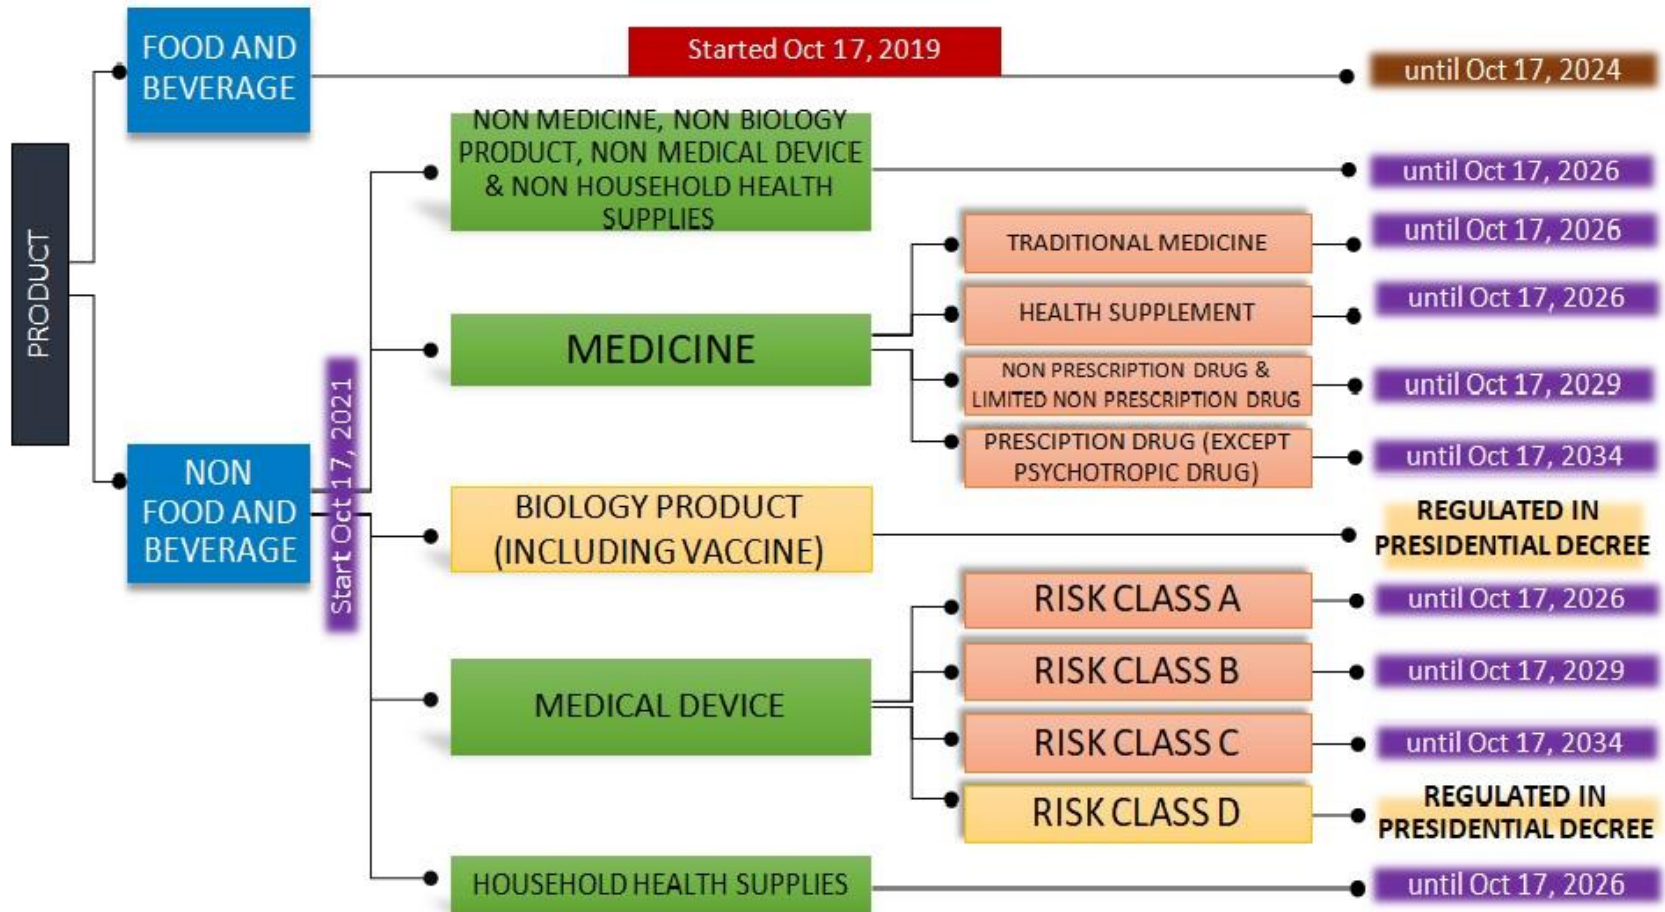 PRODUCT
FOOD AND
BEVERAGE
Started Oct 17, 2019
until Oct 17, 2024
NON
FOOD AND
BEVERAGE
Start Oct 17, 2021
NON MEDICINE, NON BIOLOGY
PRODUCT, NON MEDICAL DEVICE
& NON HOUSEHOLD HEALTH
SUPPLIES
until Oct 17, 2026
MEDICINE
TRADITIONAL MEDICINE
until Oct 17, 2026
HEALTH SUPPLEMENT
until Oct 17, 2026
NON PRESCRIPTION DRUG &
LIMITED NON PRESCRIPTION DRUG
until Oct 17, 2029
PRESCIPTION DRUG (EXCEPT
PSYCHOTROPIC DRUG)
until Oct 17, 2034
BIOLOGY PRODUCT
(INCLUDING VACCINE)
REGULATED IN
PRESIDENTIAL DECREE
MEDICAL DEVICE
RISK CLASS A
until Oct 17, 2026
RISK CLASS B
until Oct 17, 2029
RISK CLASS C
until Oct 17, 2034
RISK CLASS D
REGULATED IN
PRESIDENTIAL DECREE
HOUSEHOLD HEALTH SUPPLIES
until Oct 17, 2026